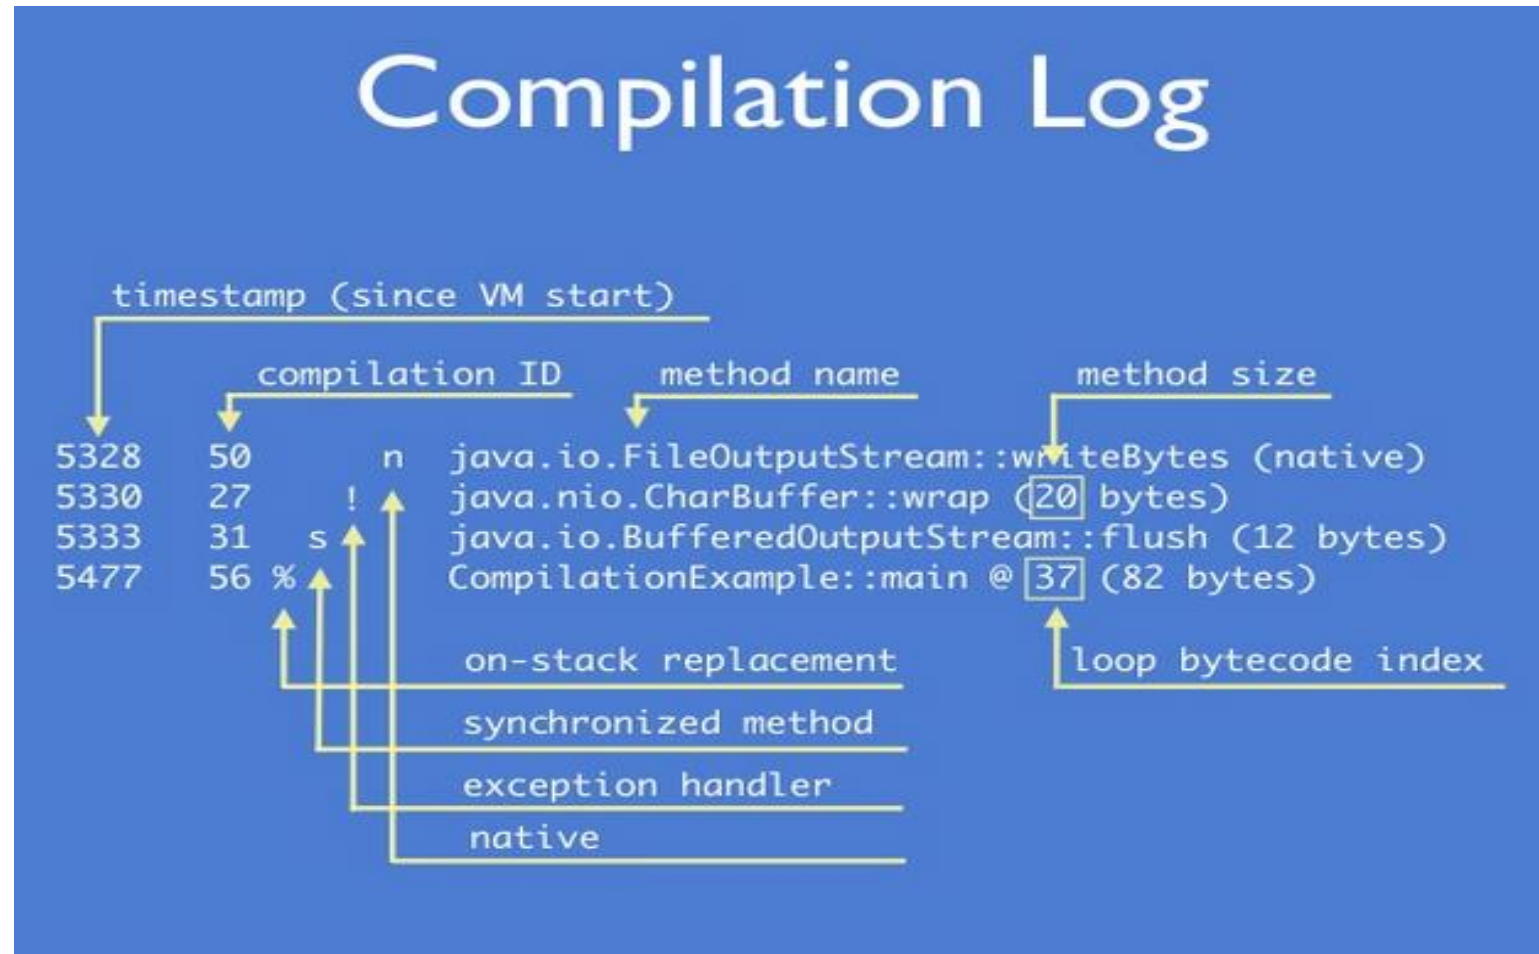 Compilation Log
timestamp (since VM start)
compilation ID method name method size
5328 50 n java.io.FileOutputStream::writeBytes (native)
5330 27 ! java.nio.CharBuffer::wrap (20 bytes)
5333 31 s java.io.BufferedOutputStream::flush (12 bytes)
5477 56 % CompilationExample::main @ 37 (82 bytes)
on-stack replacement loop bytecode index
synchronized method
exception handler
native